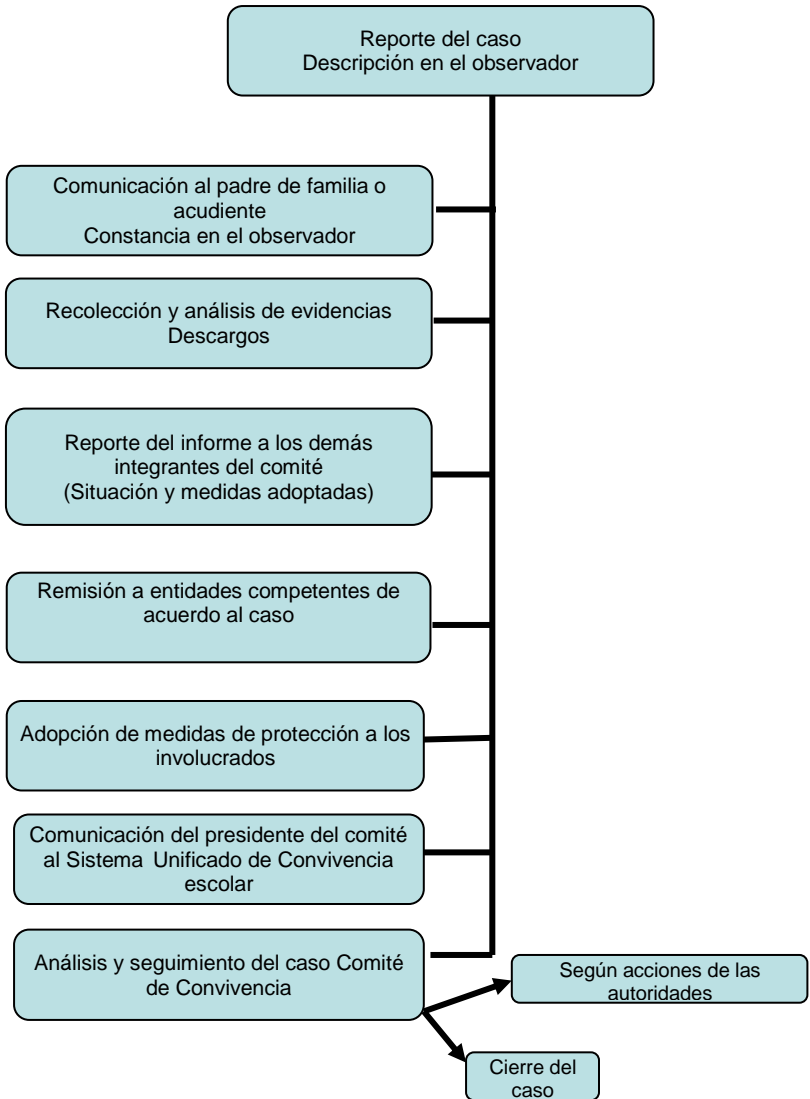 Reporte del caso
Descripción en el observador
Comunicación al padre de familia o
acudiente
Constancia en el observador
Recolección y análisis de evidencias
Descargos
Reporte del informe a los demás
integrantes del comité
(Situación y medidas adoptadas)
Remisión a entidades competentes de
acuerdo al caso
Adopción de medidas de protección a los
involucrados
Comunicación del presidente del comité
al Sistema Unificado de Convivencia
escolar
Análisis y seguimiento del caso Comité
de Convivencia
Según acciones de las
autoridades
Cierre del
caso